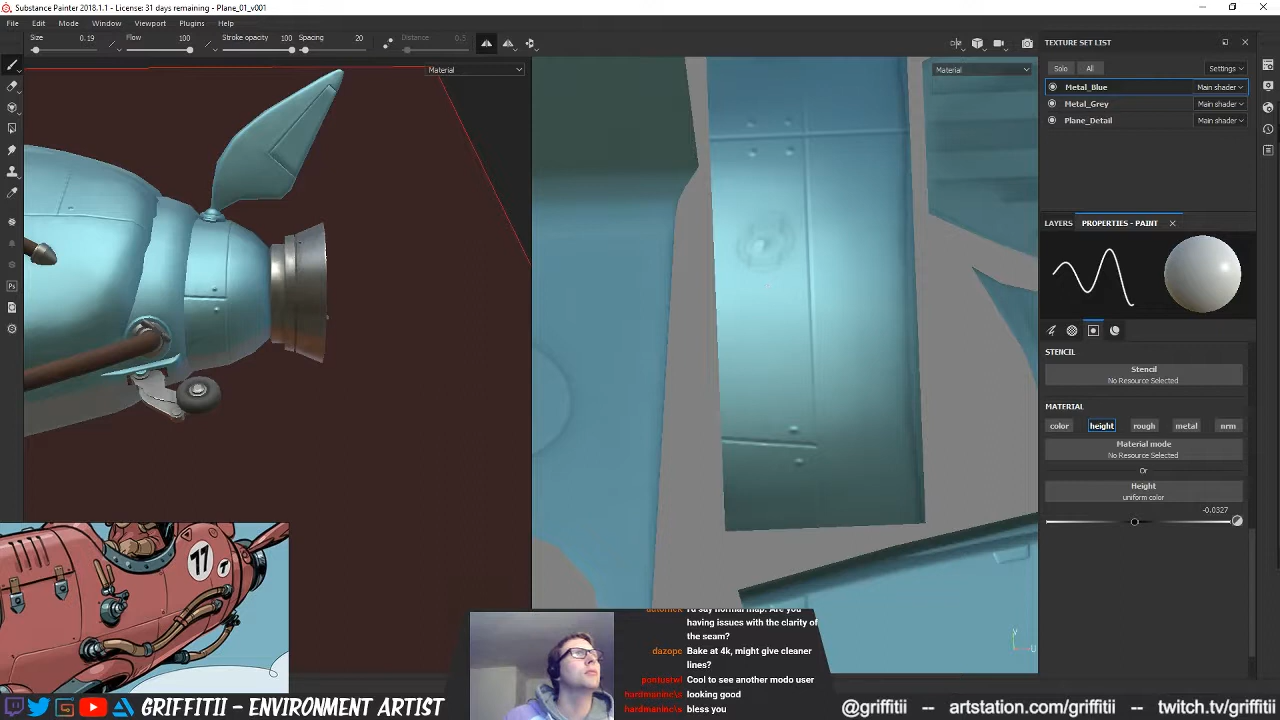 Substance Painter 2018.1.1 - License: 31 days remaining - Plane_01_v001
File Edit Mode Window Viewport Plugins Help
Size 0.19 Flow 100 Stroke opacity 100 Spacing 20 Distance 0.3
Material
Material
TEXTURE SET LIST
Solo All Settings
Metal_Blue Main shader
Metal_Grey Main shader
Plane_Detail Main shader
LAYERS PROPERTIES - PAINT
STENCIL
Stencil
No Resource Selected
MATERIAL
color height rough metal nrm
Material mode
No Resource Selected
Or
Height
uniform color
-0.0327
Y
U
77
I'd say normal map. Are you
having issues with the clarity of
the seam?
dazopc Bake at 4k, might give cleaner
lines?
Cool to see another modo user
looking good
bless you
GRIFFITII - ENVIRONMENT ARTIST
@griffitii -- artstation.com/griffitii -- twitch.tv/griffitii